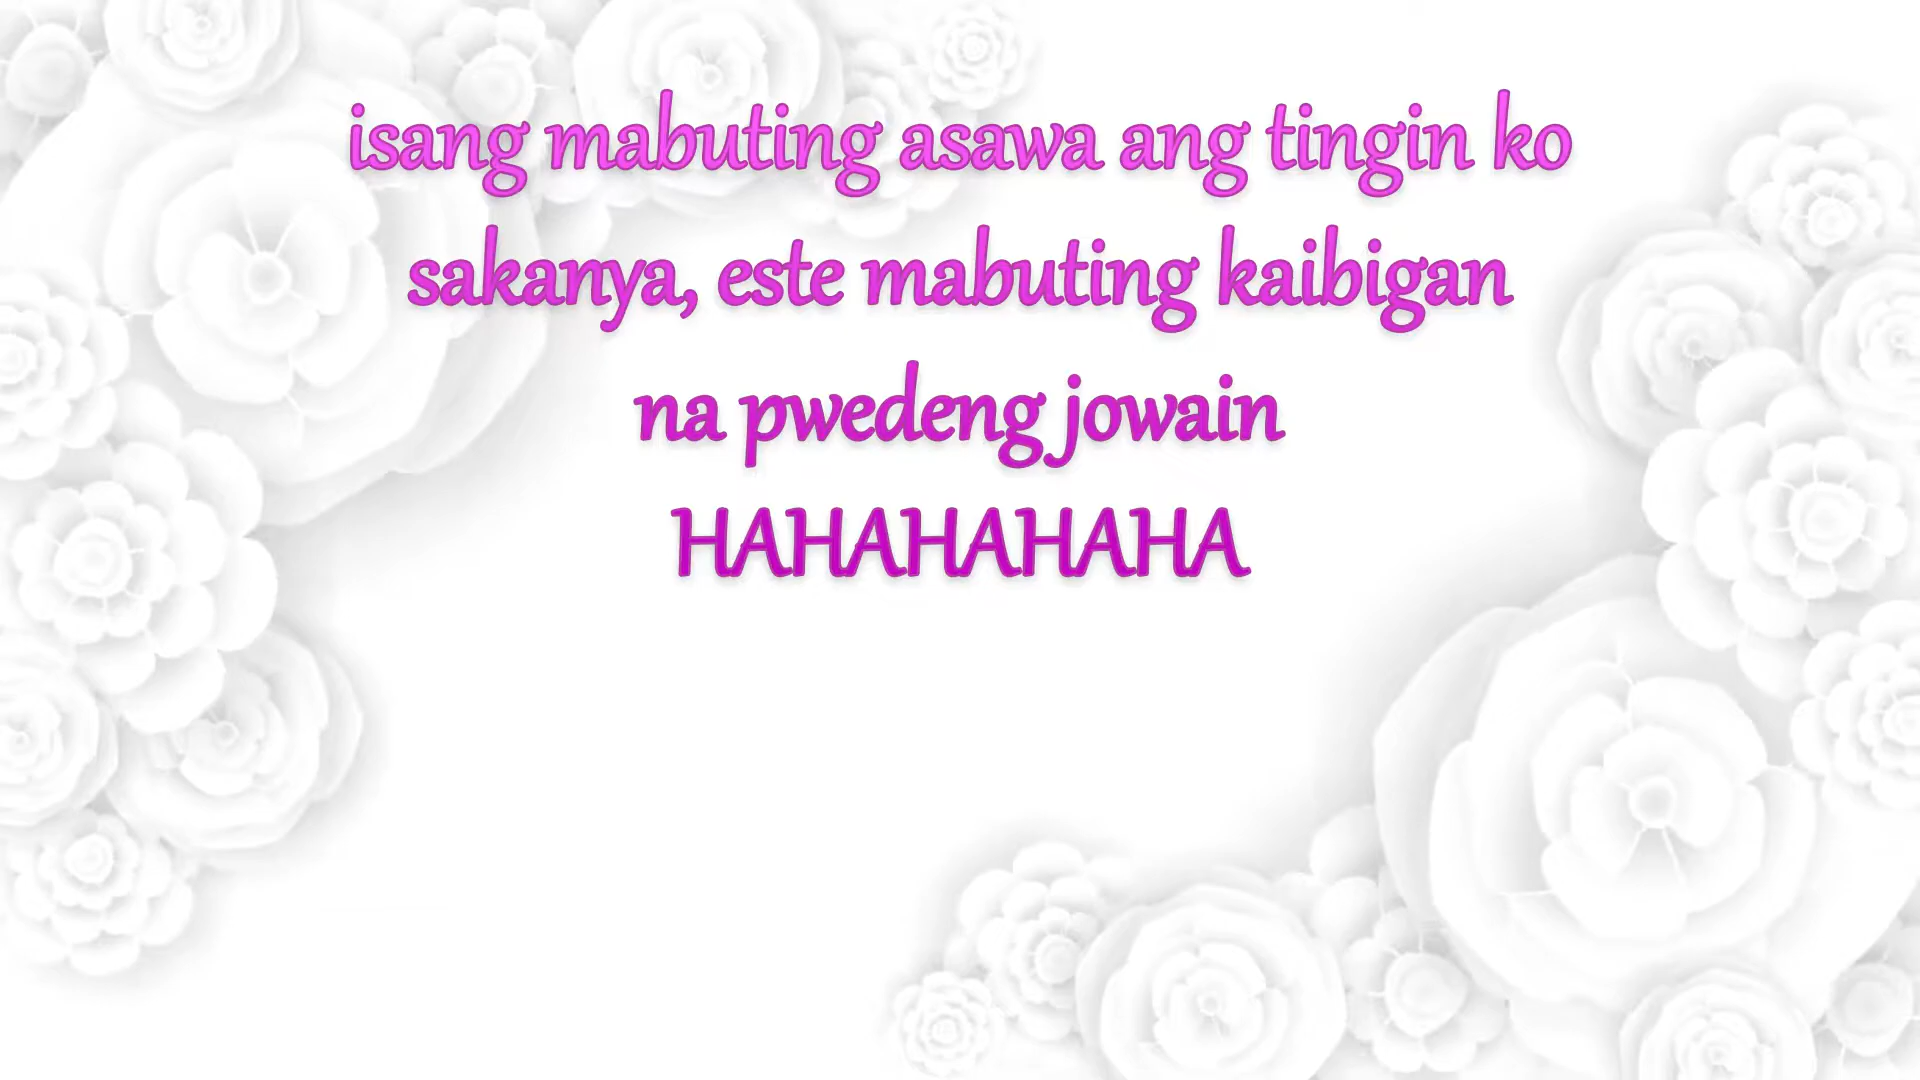 isang mabuting asawa ang tingin ko
sakanya, este mabuting kaibigan
na pwedeng jowain
HAHAHAHAHA